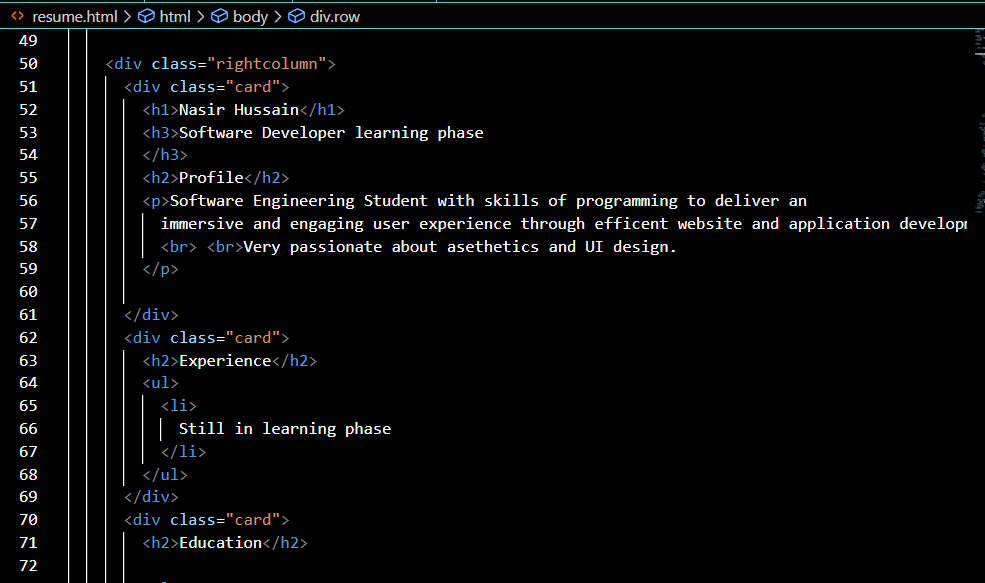 <> resume.html > html > body > div.row
49
50 <div class="rightcolumn">
51 <div class="card">
52 <h1>Nasir Hussain</h1>
53 <h3>Software Developer learning phase
54 </h3>
55 <h2>Profile</h2>
56 <p>Software Engineering Student with skills of programming to deliver an
57 immersive and engaging user experience through efficent website and application develop
58 <br> <br>Very passionate about asethetics and UI design.
59 </p>
60
61 </div>
62 <div class="card">
63 <h2>Experience</h2>
64 <ul>
65 <li>
66 Still in learning phase
67 </li>
68 </ul>
69 </div>
70 <div class="card">
71 <h2>Education</h2>
72